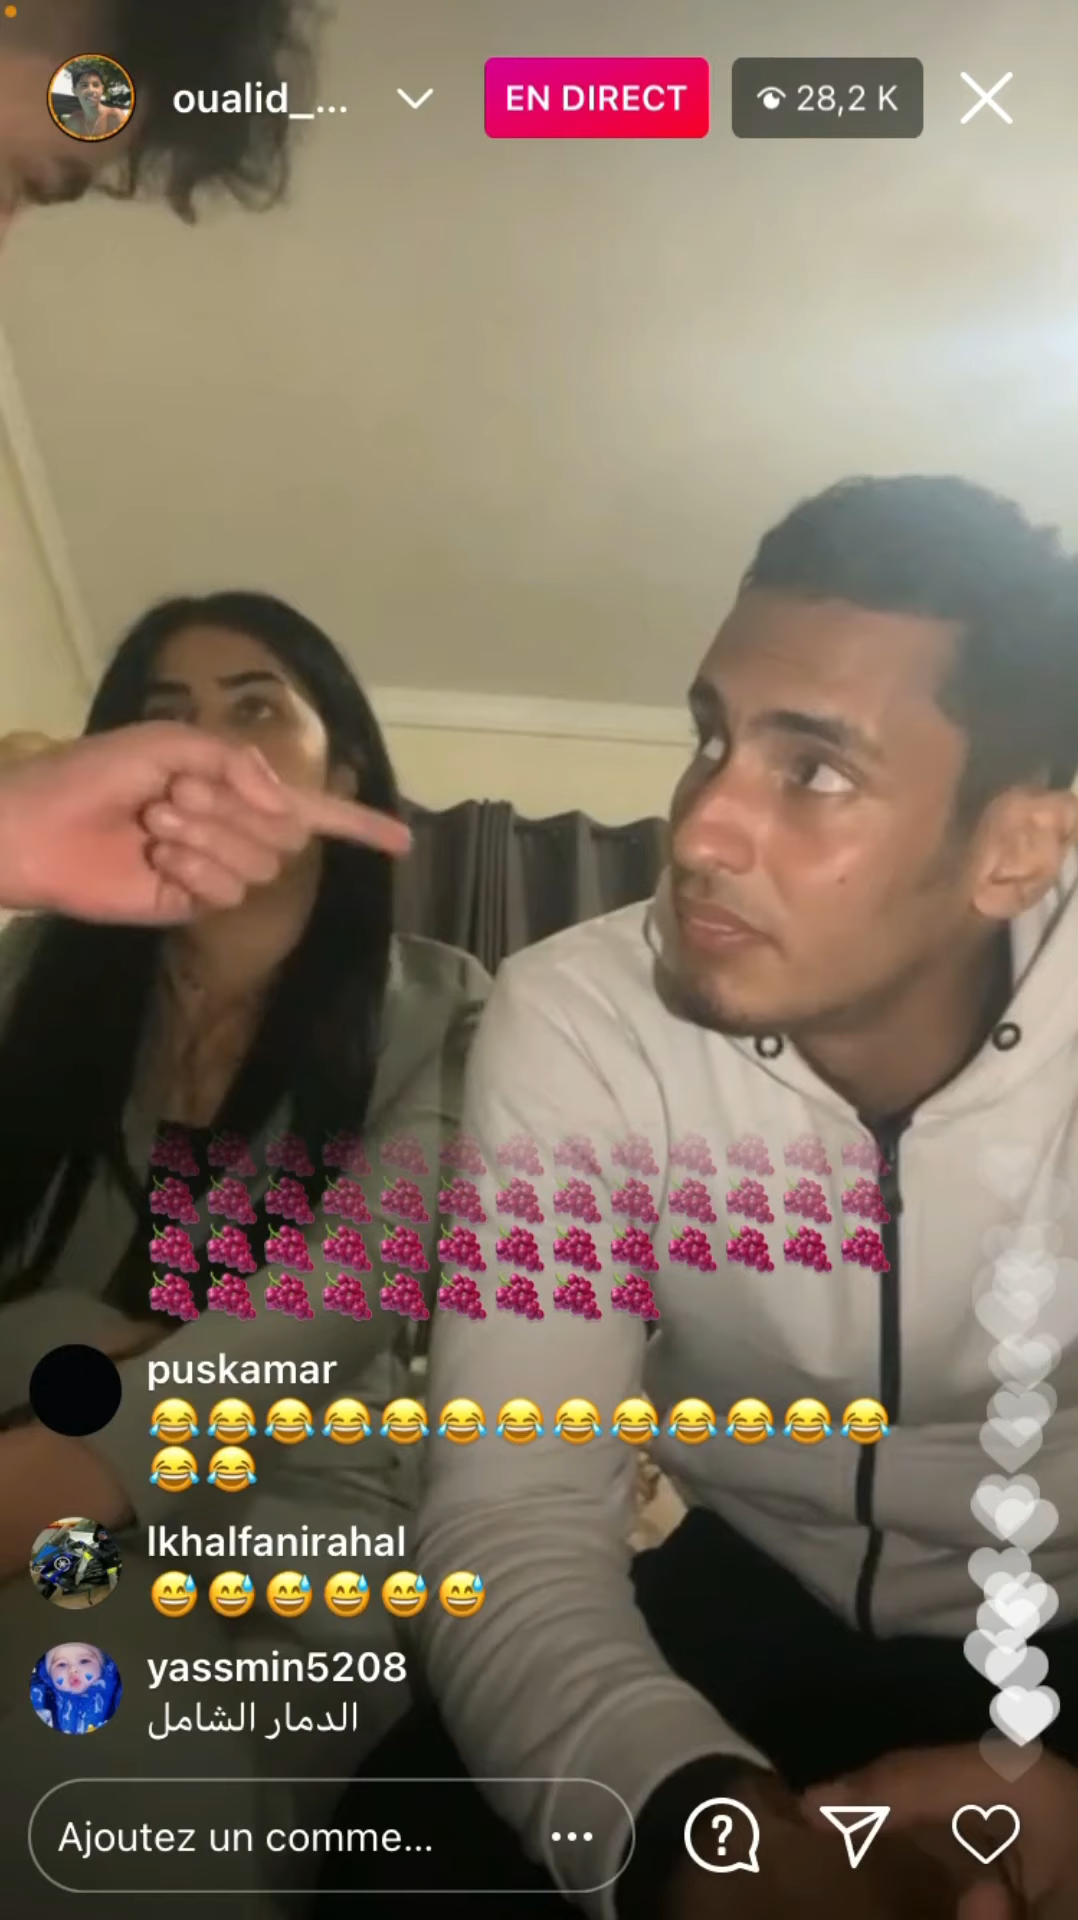 oualid_...
EN DIRECT
28,2 K
🍇🍇🍇🍇🍇🍇🍇🍇🍇🍇🍇🍇🍇
🍇🍇🍇🍇🍇🍇🍇🍇🍇🍇🍇🍇🍇
🍇🍇🍇🍇🍇🍇🍇🍇🍇🍇🍇🍇🍇
🍇🍇🍇🍇🍇🍇🍇🍇🍇
puskamar
😂😂😂😂😂😂😂😂😂😂😂😂😂
😂😂
lkhalfanirahal
😅😅😅😅😅😅
yassmin5208
الدمار الشامل
Ajoutez un comme...